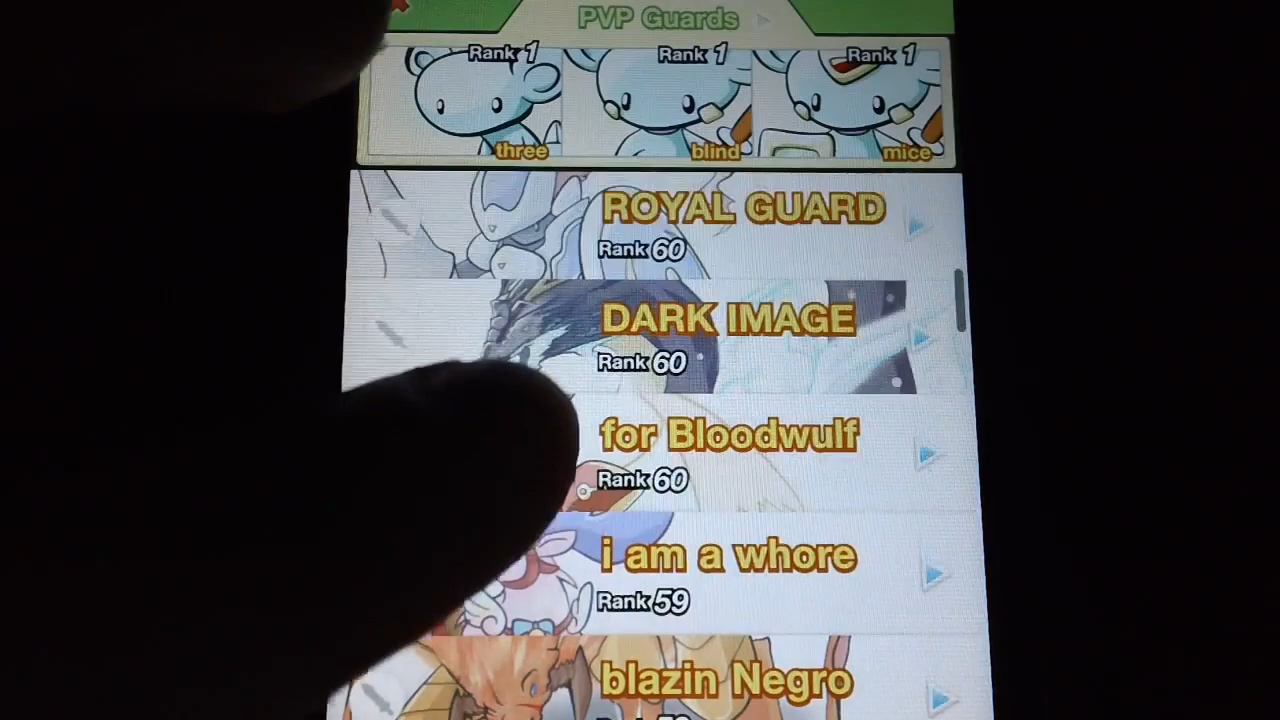 PVP Guards
Rank 1 Rank 1 Rank 1
three blind mice
ROYAL GUARD
Rank 60
DARK IMAGE
Rank 60
for Bloodwulf
Rank 60
i am a whore
Rank 59
blazin Negro